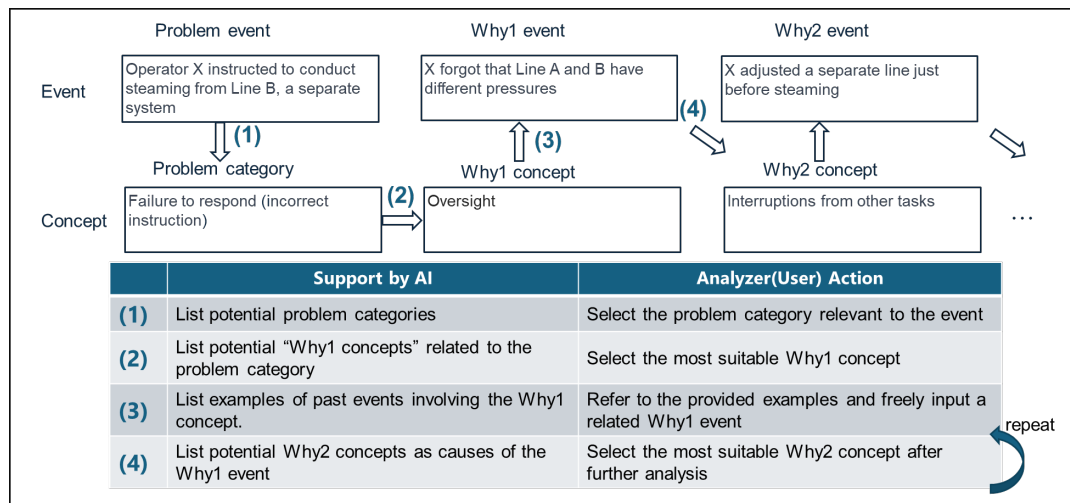 Problem event
Why1 event
Why2 event
Event
Operator X instructed to conduct
steaming from Line B, a separate
system
X forgot that Line A and B have
different pressures
X adjusted a separate line just
before steaming
(1)
(3)
(4)
Problem category
Why1 concept
Why2 concept
(2)
Concept
Failure to respond (incorrect
instruction)
Oversight
Interruptions from other tasks
...
Support by AI
Analyzer(User) Action
(1)
List potential problem categories
Select the problem category relevant to the event
(2)
List potential “Why1 concepts” related to the
problem category
Select the most suitable Why1 concept
(3)
List examples of past events involving the Why1
concept.
Refer to the provided examples and freely input a
related Why1 event
repeat
(4)
List potential Why2 concepts as causes of the
Why1 event
Select the most suitable Why2 concept after
further analysis